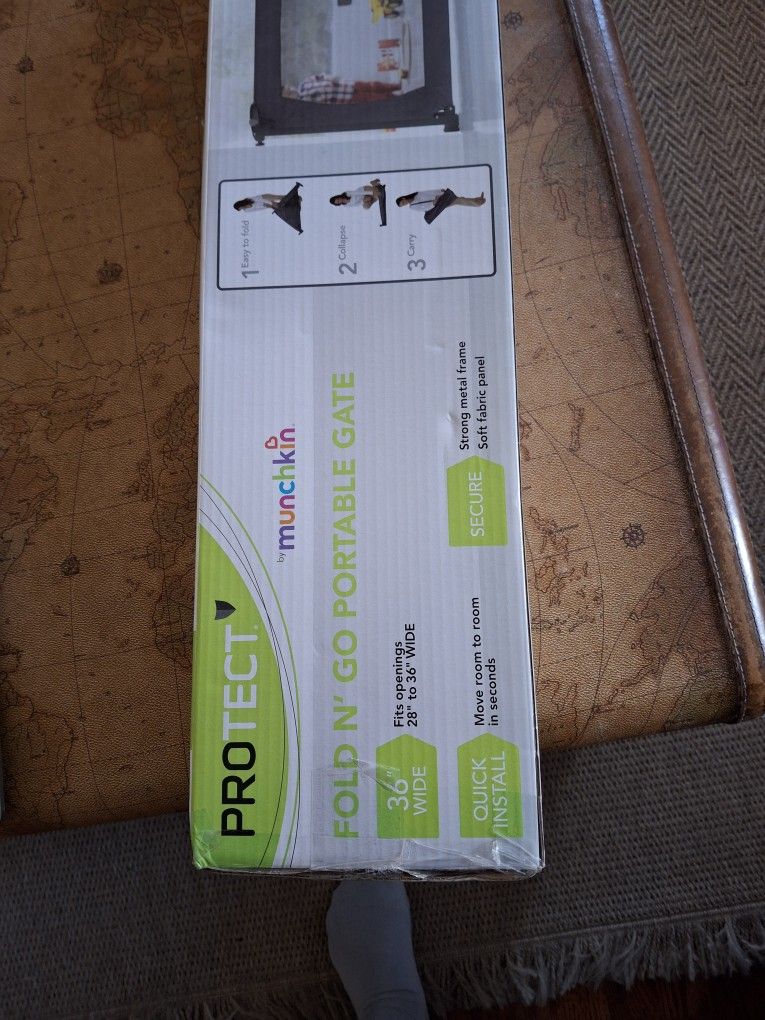 PROTECT.
by munchkin
FOLD N' GO PORTABLE GATE
36" WIDE
Fits openings
28" to 36" WIDE
SECURE
Strong metal frame
Soft fabric panel
QUICK
INSTALL
Move room to room
in seconds
1 Easy to fold
2 Collapse
3 Carry